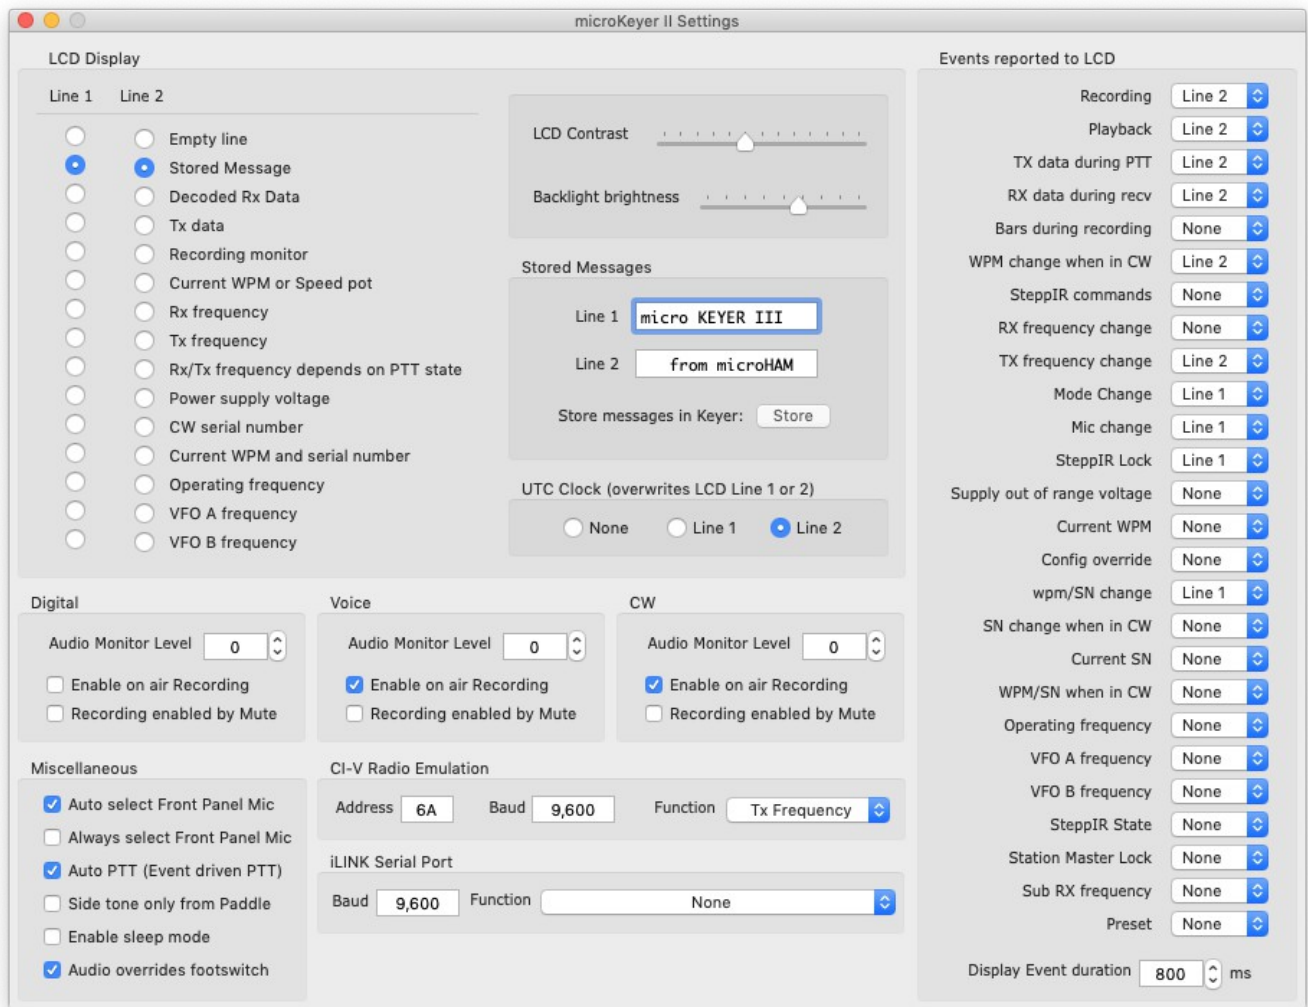 microKeyer II Settings
LCD Display
Line 1 Line 2
Empty line
Stored Message
Decoded Rx Data
Tx data
Recording monitor
Current WPM or Speed pot
Rx frequency
Tx frequency
Rx/Tx frequency depends on PTT state
Power supply voltage
CW serial number
Current WPM and serial number
Operating frequency
VFO A frequency
VFO B frequency
LCD Contrast
Backlight brightness
Stored Messages
Line 1 micro KEYER III
Line 2 from microHAM
Store messages in Keyer: Store
UTC Clock (overwrites LCD Line 1 or 2)
None Line 1 Line 2
Digital
Audio Monitor Level 0
Enable on air Recording
Recording enabled by Mute
Voice
Audio Monitor Level 0
Enable on air Recording
Recording enabled by Mute
CW
Audio Monitor Level 0
Enable on air Recording
Recording enabled by Mute
Miscellaneous
Auto select Front Panel Mic
Always select Front Panel Mic
Auto PTT (Event driven PTT)
Side tone only from Paddle
Enable sleep mode
Audio overrides footswitch
CI-V Radio Emulation
Address 6A Baud 9,600 Function Tx Frequency
iLINK Serial Port
Baud 9,600 Function None
Events reported to LCD
Recording Line 2
Playback Line 2
TX data during PTT Line 2
RX data during recv Line 2
Bars during recording None
WPM change when in CW Line 2
SteppIR commands None
RX frequency change None
TX frequency change Line 2
Mode Change Line 1
Mic change Line 1
SteppIR Lock Line 1
Supply out of range voltage None
Current WPM None
Config override None
wpm/SN change Line 1
SN change when in CW None
Current SN None
WPM/SN when in CW None
Operating frequency None
VFO A frequency None
VFO B frequency None
SteppIR State None
Station Master Lock None
Sub RX frequency None
Preset None
Display Event duration 800 ms